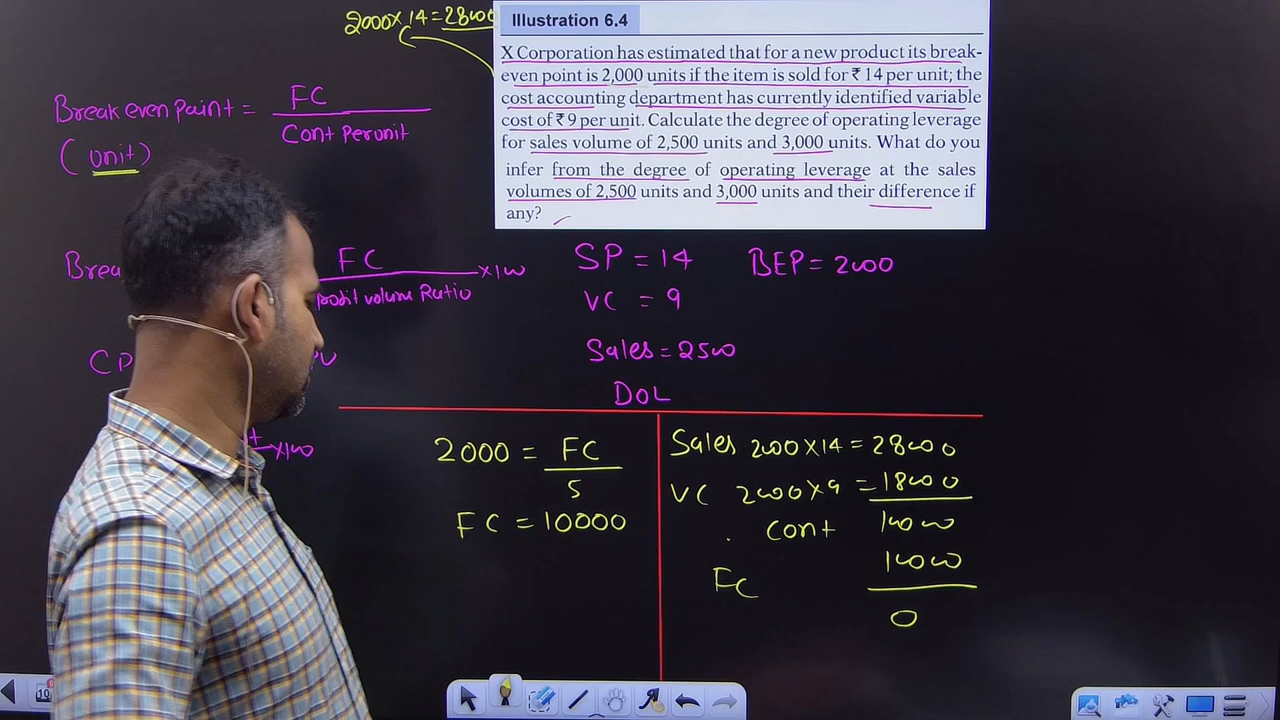 2000×14=28000
Illustration 6.4
X Corporation has estimated that for a new product its break-
even point is 2,000 units if the item is sold for ₹ 14 per unit; the
cost accounting department has currently identified variable
cost of ₹ 9 per unit. Calculate the degree of operating leverage
for sales volume of 2,500 units and 3,000 units. What do you
infer from the degree of operating leverage at the sales
volumes of 2,500 units and 3,000 units and their difference if
any?
Break even Point = FC
Cont Per unit
(unit)
FC ×100
profit volume Ratio
SP = 14
BEP = 2000
VC = 9
Sales = 2500
DOL
×100
2000 = FC
5
FC = 10000
Sales 2000×14 = 28000
VC 2000×9 = 18000
Cont 10000
FC 10000
0